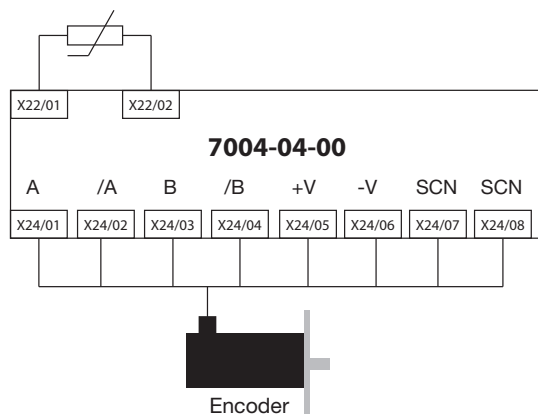 X22/01 X22/02
7004-04-00
A /A B /B +V -V SCN SCN
X24/01 X24/02 X24/03 X24/04 X24/05 X24/06 X24/07 X24/08
Encoder